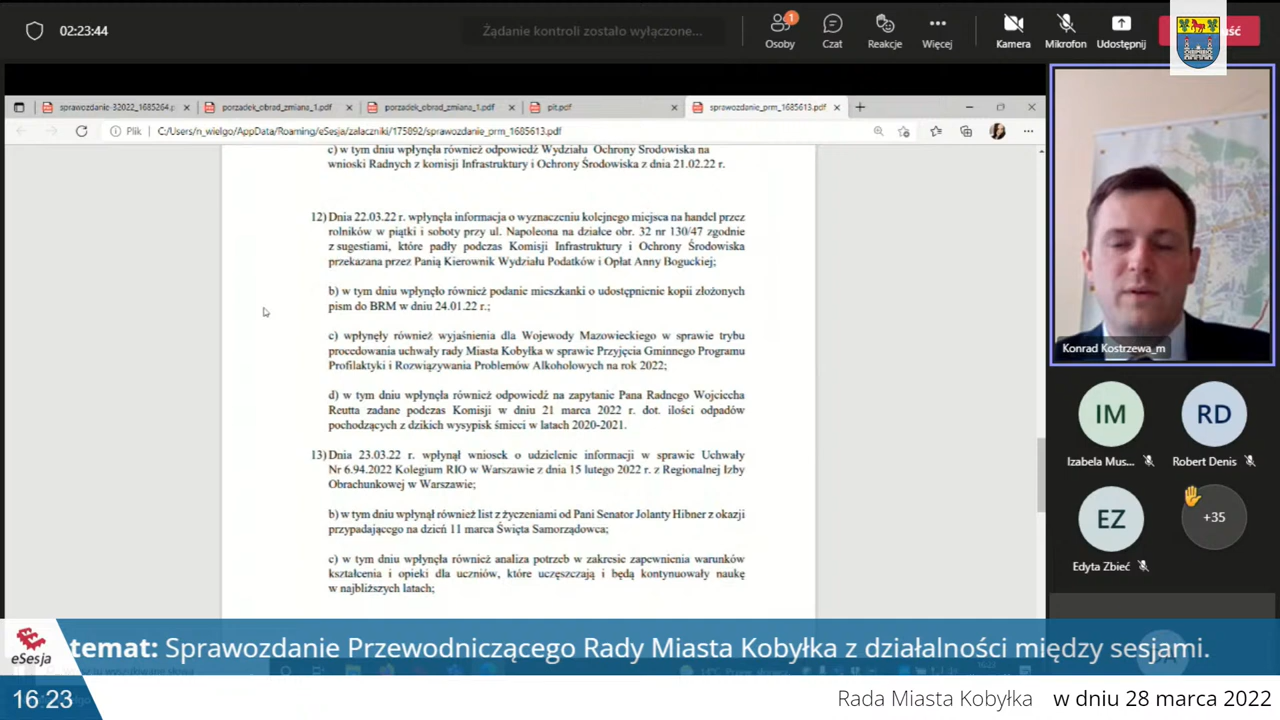 02:23:44
Żądanie kontroli zostało wyłączone...
1
Osoby
Czat
Reakcje
Więcej
Kamera
Mikrofon
Udostępnij
ść
sprawozdanie-32022_1685264.p
porzadek_obrad_zmiana_1.pdf
porzadek_obrad_zmiana_1.pdf
pit.pdf
sprawozdanie_prm_1685613.pdf
Plik
C:/Users/n_wielgo/AppData/Roaming/eSesja/zalaczniki/175892/sprawozdanie_prm_1685613.pdf
c) w tym dniu wpłynęła również odpowiedź Wydziału Ochrony Środowiska na
wnioski Radnych z komisji Infrastruktury i Ochrony Środowiska z dnia 21.02.22 r.
12) Dnia 22.03.22 r. wpłynęła informacja o wyznaczeniu kolejnego miejsca na handel przez
rolników w piątki i soboty przy ul. Napoleona na działce obr. 32 nr 130/47 zgodnie
z sugestiami, które padły podczas Komisji Infrastruktury i Ochrony Środowiska
przekazana przez Panią Kierownik Wydziału Podatków i Opłat Anny Boguckiej;
b) w tym dniu wpłynęło również podanie mieszkanki o udostępnienie kopii złożonych
pism do BRM w dniu 24.01.22 r.;
c) wpłynęły również wyjaśnienia dla Wojewody Mazowieckiego w sprawie trybu
procedowania uchwały rady Miasta Kobyłka w sprawie Przyjęcia Gminnego Programu
Profilaktyki i Rozwiązywania Problemów Alkoholowych na rok 2022;
d) w tym dniu wpłynęła również odpowiedź na zapytanie Pana Radnego Wojciecha
Reutta zadane podczas Komisji w dniu 21 marca 2022 r. dot. ilości odpadów
pochodzących z dzikich wysypisk śmieci w latach 2020-2021.
13) Dnia 23.03.22 r. wpłynął wniosek o udzielenie informacji w sprawie Uchwały
Nr 6.94.2022 Kolegium RIO w Warszawie z dnia 15 lutego 2022 r. z Regionalnej Izby
Obrachunkowej w Warszawie;
b) w tym dniu wpłynął również list z życzeniami od Pani Senator Jolanty Hibner z okazji
przypadającego na dzień 11 marca Święta Samorządowca;
c) w tym dniu wpłynęła również analiza potrzeb w zakresie zapewnienia warunków
kształcenia i opieki dla uczniów, które uczęszczają i będą kontynuowały naukę
w najbliższych latach;
Konrad Kostrzewa_m
IM
RD
Izabela Mus...
Robert Denis
EZ
+35
Edyta Zbieć
eSesja
temat: Sprawozdanie Przewodniczącego Rady Miasta Kobyłka z działalności między sesjami.
16:23
Rada Miasta Kobyłka w dniu 28 marca 2022